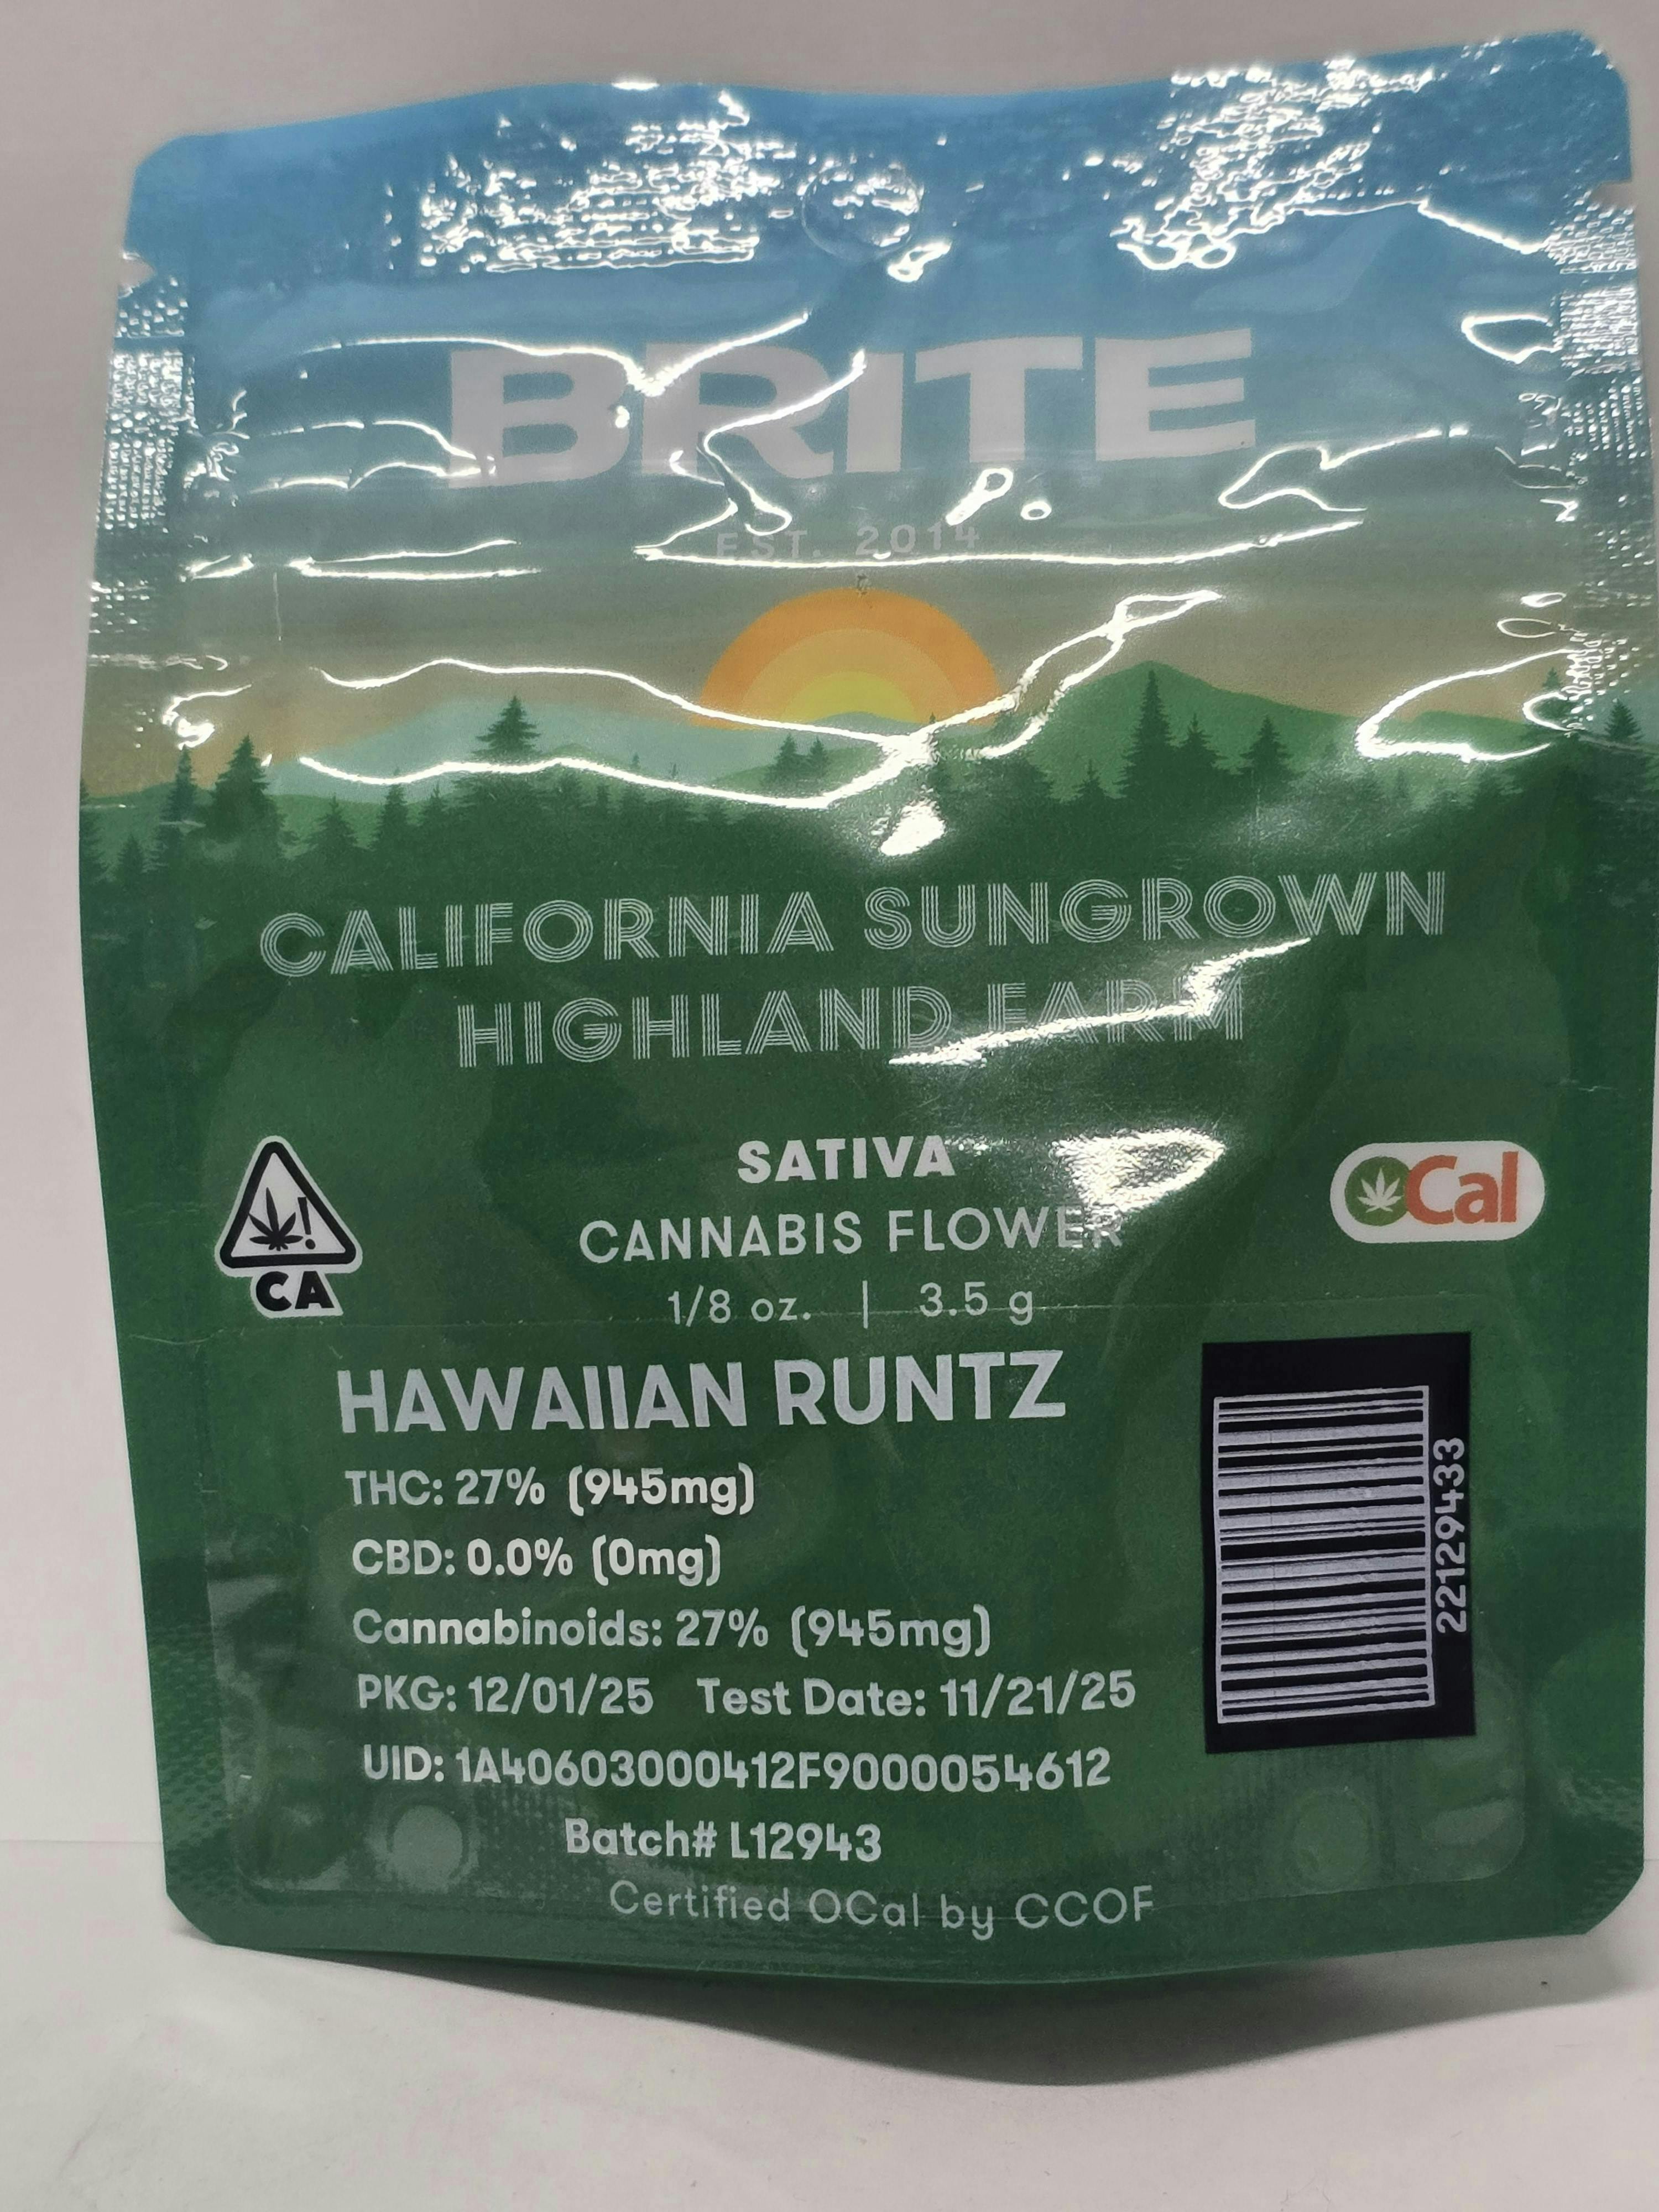 BRITE
EST. 2014
CALIFORNIA SUNGROWN
HIGHLAND FARM
SATIVA
CANNABIS FLOWER
1/8 oz. | 3.5 g
CA
OCal
HAWAIIAN RUNTZ
THC: 27% (945mg)
CBD: 0.0% (0mg)
Cannabinoids: 27% (945mg)
PKG: 12/01/25 Test Date: 11/21/25
UID: 1A40603000412F9000054612
Batch# L12943
22129433
Certified OCal by CCOF